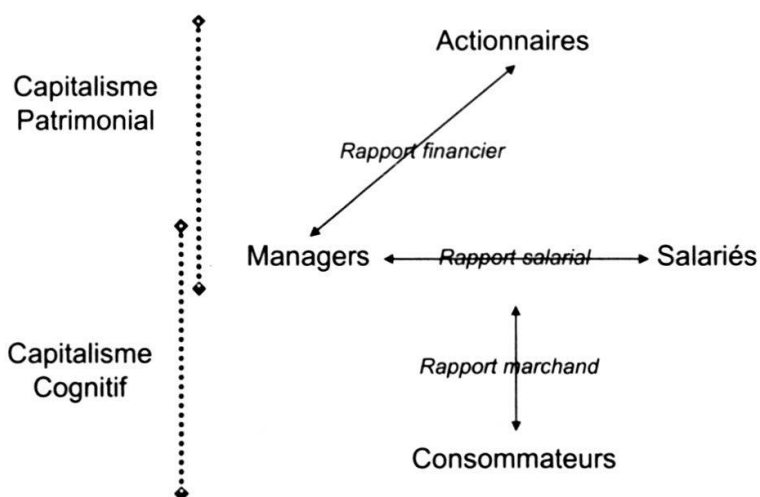 Actionnaires
Capitalisme
Patrimonial
Rapport financier
Managers
Rapport salarial
Salariés
Capitalisme
Cognitif
Rapport marchand
Consommateurs